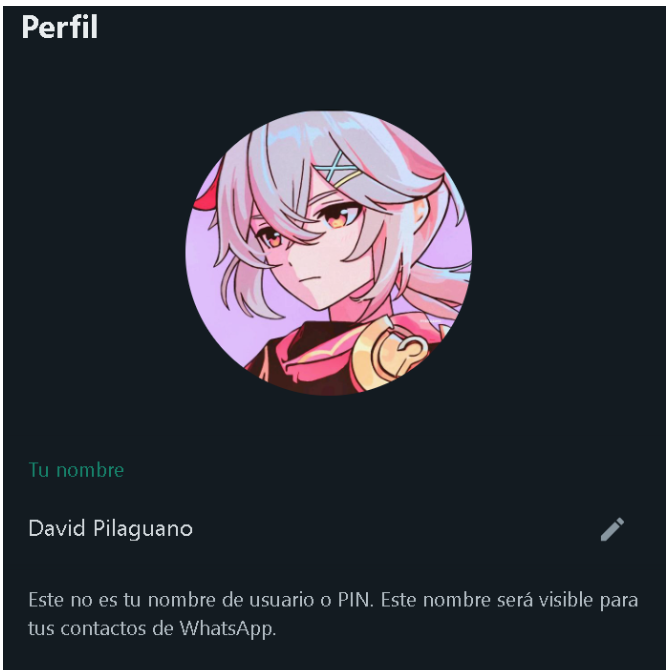 Perfil
Tu nombre
David Pilaguano
Este no es tu nombre de usuario o PIN. Este nombre será visible para
tus contactos de WhatsApp.